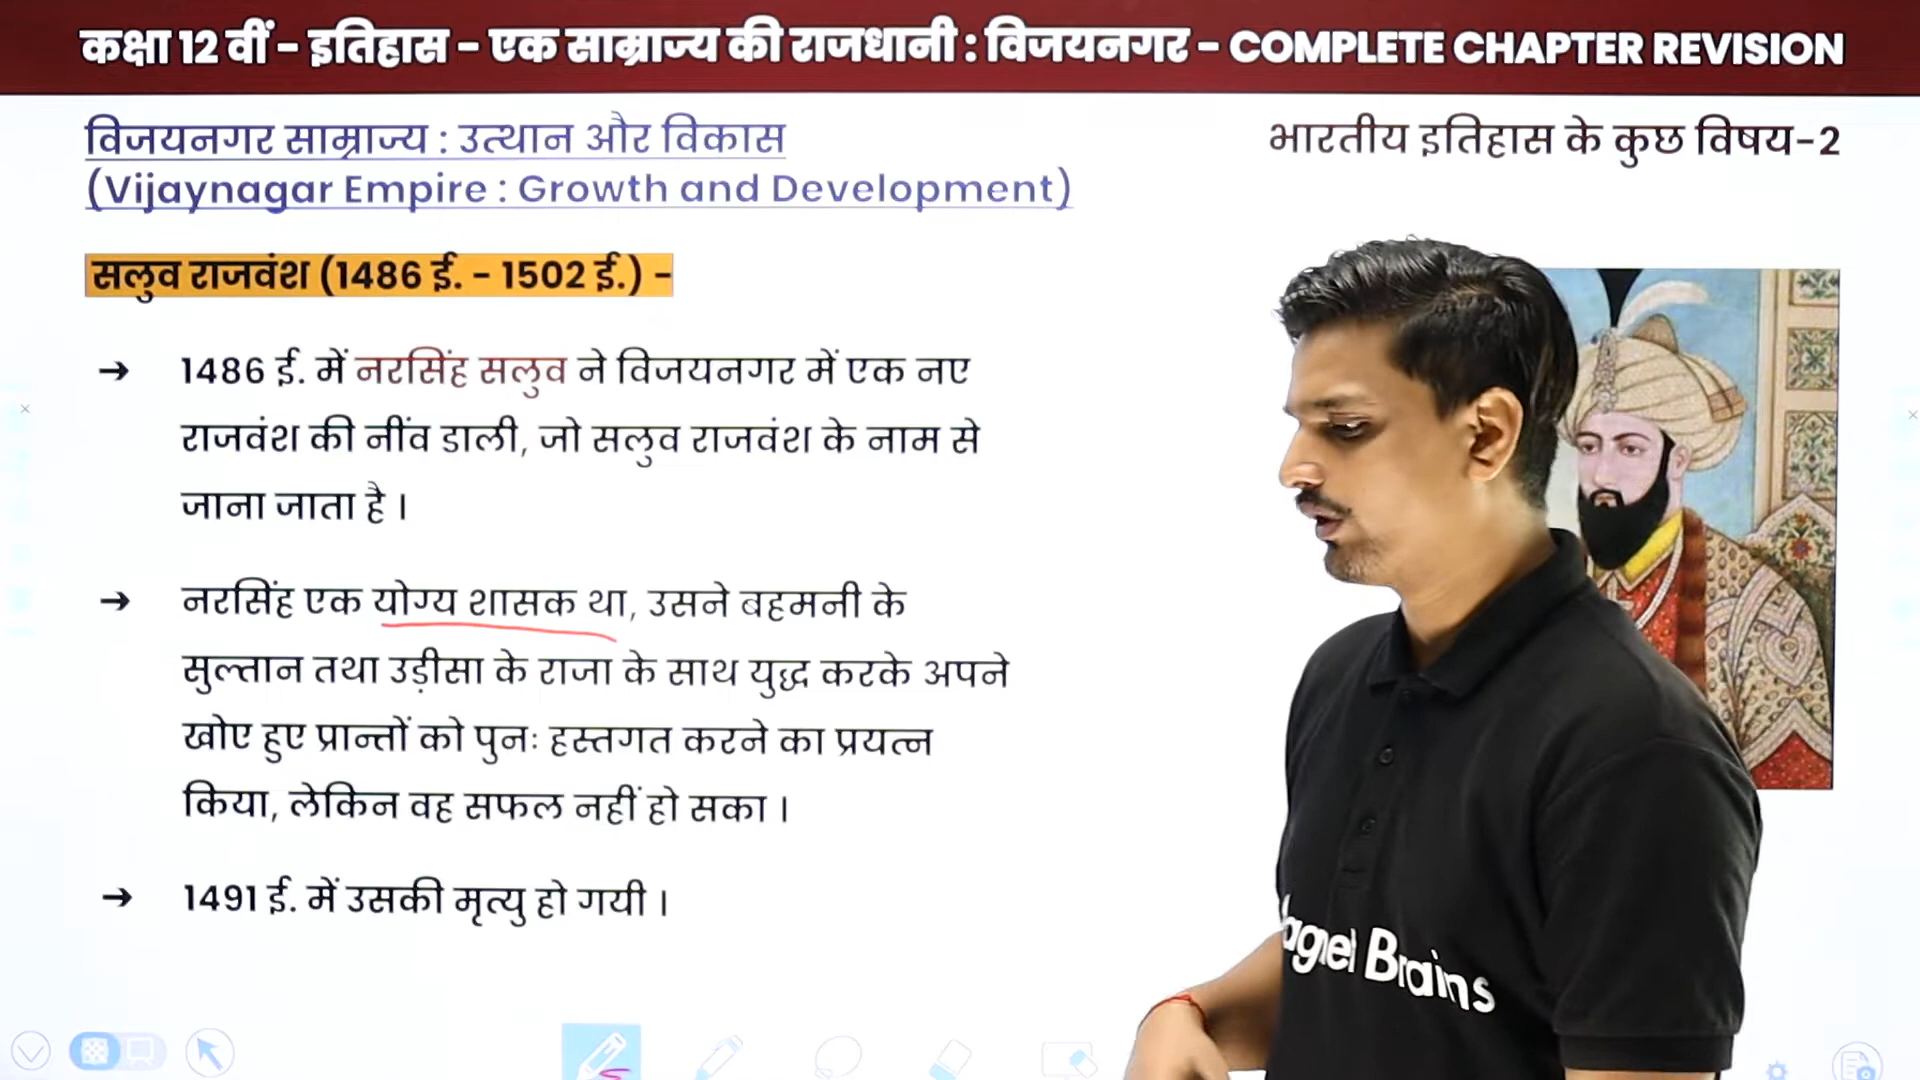 कक्षा 12 वीं - इतिहास - एक साम्राज्य की राजधानी : विजयनगर - COMPLETE CHAPTER REVISION
विजयनगर साम्राज्य : उत्थान और विकास
(Vijaynagar Empire : Growth and Development)
भारतीय इतिहास के कुछ विषय-2
सलुव राजवंश (1486 ई. - 1502 ई.) -
→ 1486 ई. में नरसिंह सलुव ने विजयनगर में एक नए
राजवंश की नींव डाली, जो सलुव राजवंश के नाम से
जाना जाता है ।
→ नरसिंह एक योग्य शासक था, उसने बहमनी के
सुल्तान तथा उड़ीसा के राजा के साथ युद्ध करके अपने
खोए हुए प्रान्तों को पुनः हस्तगत करने का प्रयत्न
किया, लेकिन वह सफल नहीं हो सका ।
→ 1491 ई. में उसकी मृत्यु हो गयी ।
Brains